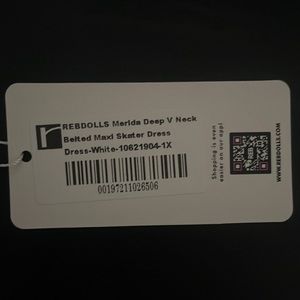 REBDOLLS Merida Deep V Neck
Belted Maxi Skater Dress
Dress-White-10621904-1X
00197211026506
Shopping is even
easier on our app!
REB
WWW.REBDOLLS.COM